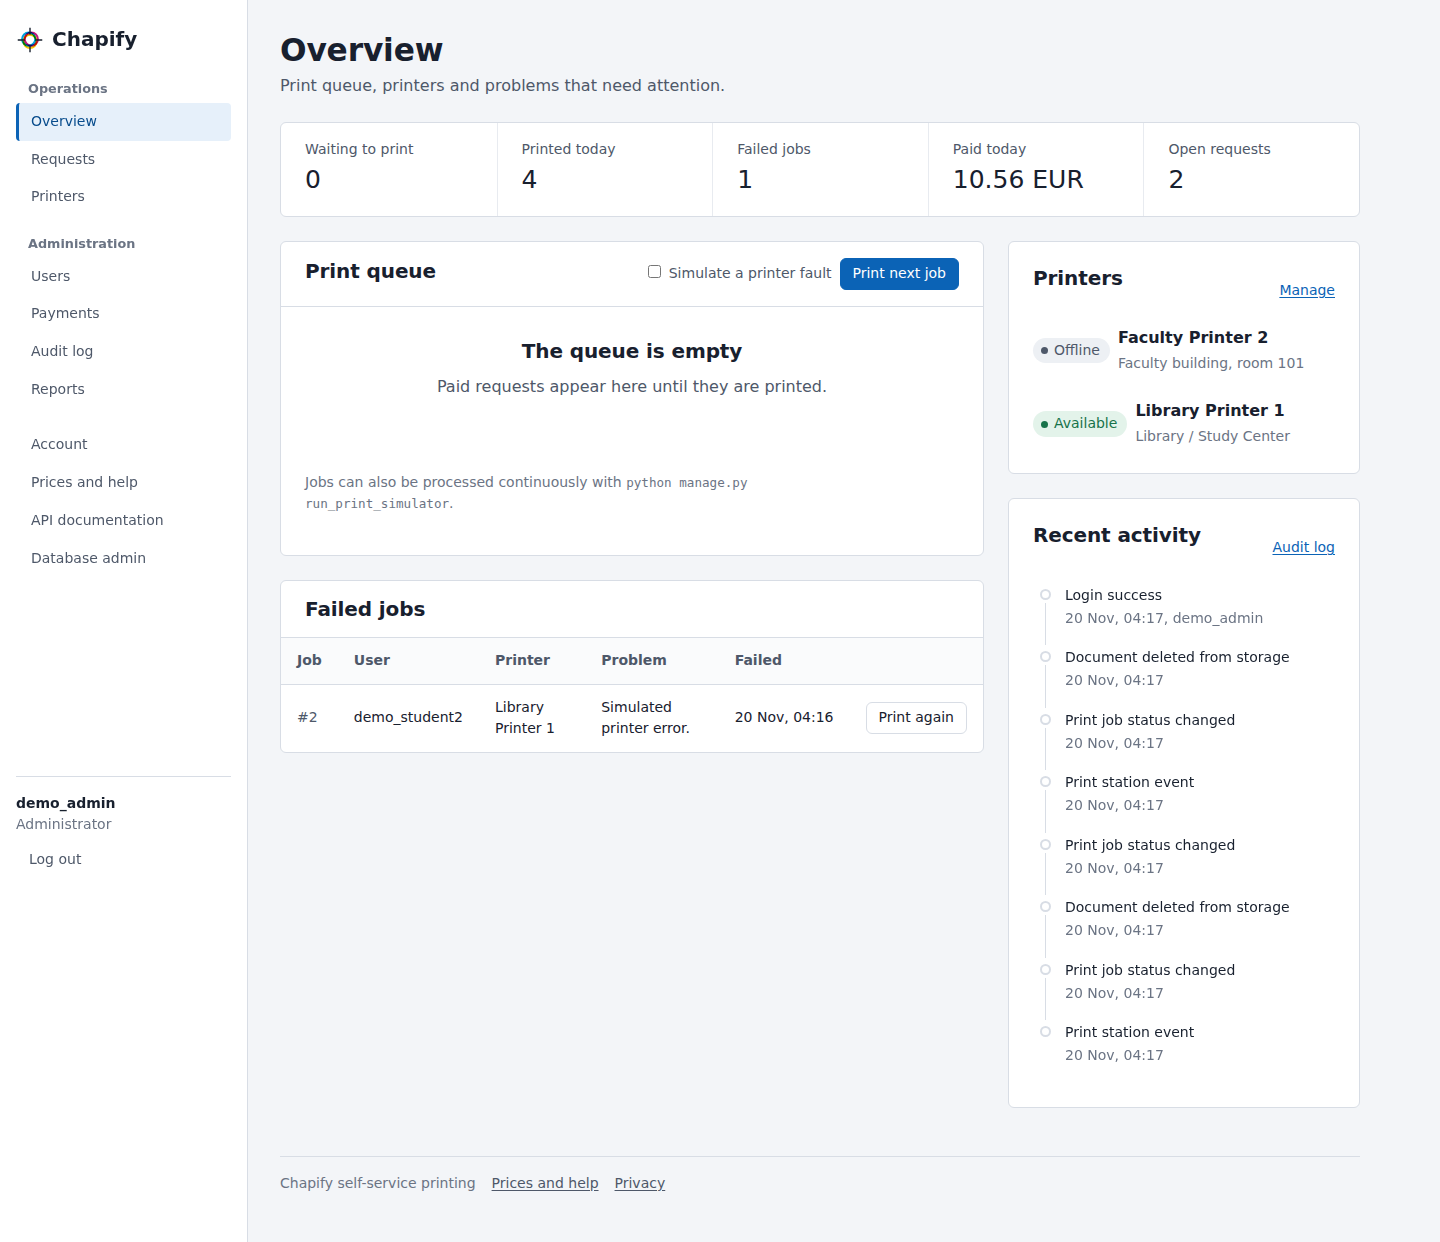 Chapify
Operations
Overview
Requests
Printers
Administration
Users
Payments
Audit log
Reports
Account
Prices and help
API documentation
Database admin
demo_admin
Administrator
Log out
Overview
Print queue, printers and problems that need attention.
Waiting to print
0
Printed today
4
Failed jobs
1
Paid today
10.56 EUR
Open requests
2
Print queue
Simulate a printer fault
Print next job
The queue is empty
Paid requests appear here until they are printed.
Jobs can also be processed continuously with python manage.py
run_print_simulator.
Failed jobs
Job User Printer Problem Failed
#2 demo_student2 Library Printer 1 Simulated printer error. 20 Nov, 04:16 Print again
Printers
Manage
Offline
Faculty Printer 2
Faculty building, room 101
Available
Library Printer 1
Library / Study Center
Recent activity
Audit log
Login success
20 Nov, 04:17, demo_admin
Document deleted from storage
20 Nov, 04:17
Print job status changed
20 Nov, 04:17
Print station event
20 Nov, 04:17
Print job status changed
20 Nov, 04:17
Document deleted from storage
20 Nov, 04:17
Print job status changed
20 Nov, 04:17
Print station event
20 Nov, 04:17
Chapify self-service printing Prices and help Privacy